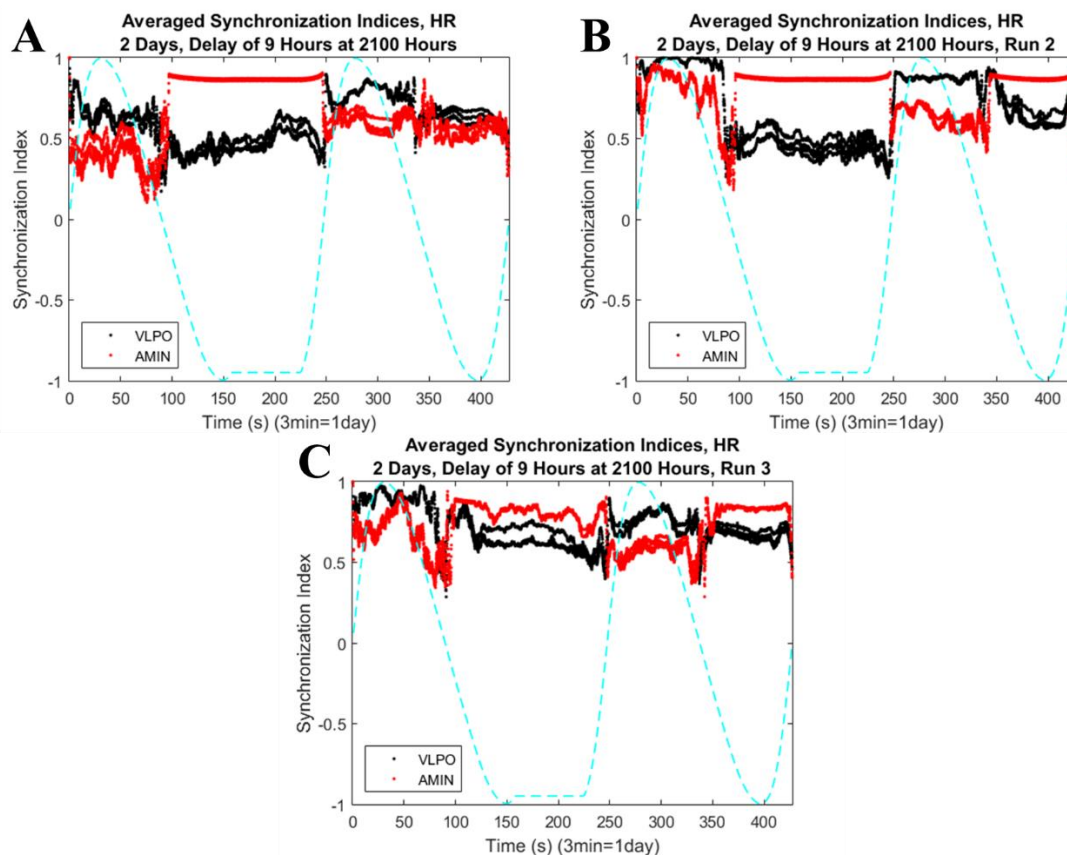 A
Averaged Synchronization Indices, HR
2 Days, Delay of 9 Hours at 2100 Hours
Synchronization Index
1
0.5
0
-0.5
-1
VLPO
AMIN
0 50 100 150 200 250 300 350 400
Time (s) (3min=1day)
B
Averaged Synchronization Indices, HR
2 Days, Delay of 9 Hours at 2100 Hours, Run 2
Synchronization Index
1
0.5
0
-0.5
-1
VLPO
AMIN
0 50 100 150 200 250 300 350 400
Time (s) (3min=1day)
C
Averaged Synchronization Indices, HR
2 Days, Delay of 9 Hours at 2100 Hours, Run 3
Synchronization Index
1
0.5
0
-0.5
-1
VLPO
AMIN
0 50 100 150 200 250 300 350 400
Time (s) (3min=1day)